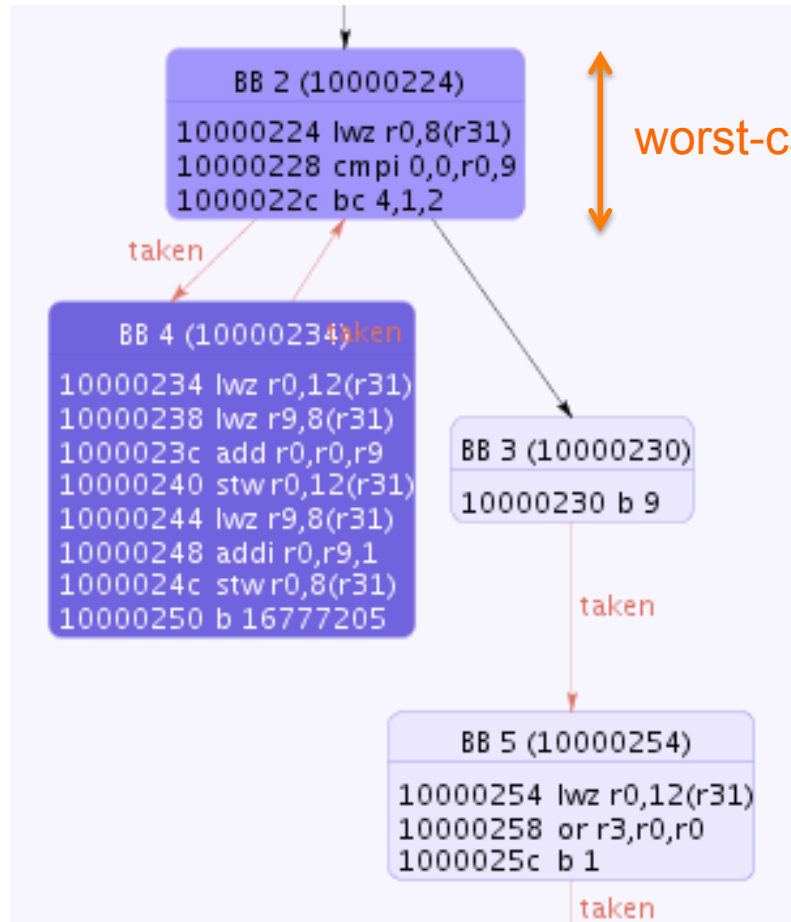 BB 2 (10000224)
10000224 lwz r0,8(r31)
10000228 cmpi 0,0,r0,9
1000022c bc 4,1,2
taken
BB 4 (10000234)
taken
10000234 lwz r0,12(r31)
10000238 lwz r9,8(r31)
1000023c add r0,r0,r9
10000240 stw r0,12(r31)
10000244 lwz r9,8(r31)
10000248 addi r0,r9,1
1000024c stw r0,8(r31)
10000250 b 16777205
BB 3 (10000230)
10000230 b 9
taken
BB 5 (10000254)
10000254 lwz r0,12(r31)
10000258 or r3,r0,r0
1000025c b 1
taken